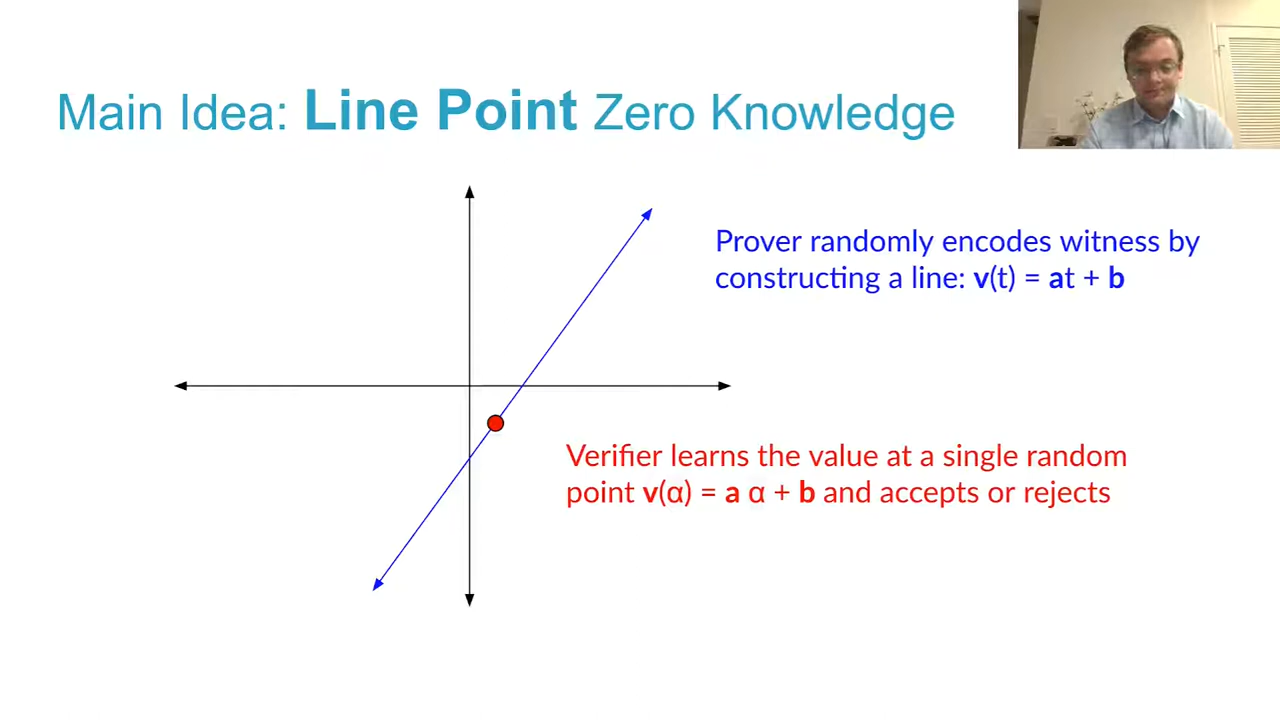 Main Idea: Line Point Zero Knowledge
Prover randomly encodes witness by
constructing a line: v(t) = at + b
Verifier learns the value at a single random
point v(α) = a α + b and accepts or rejects